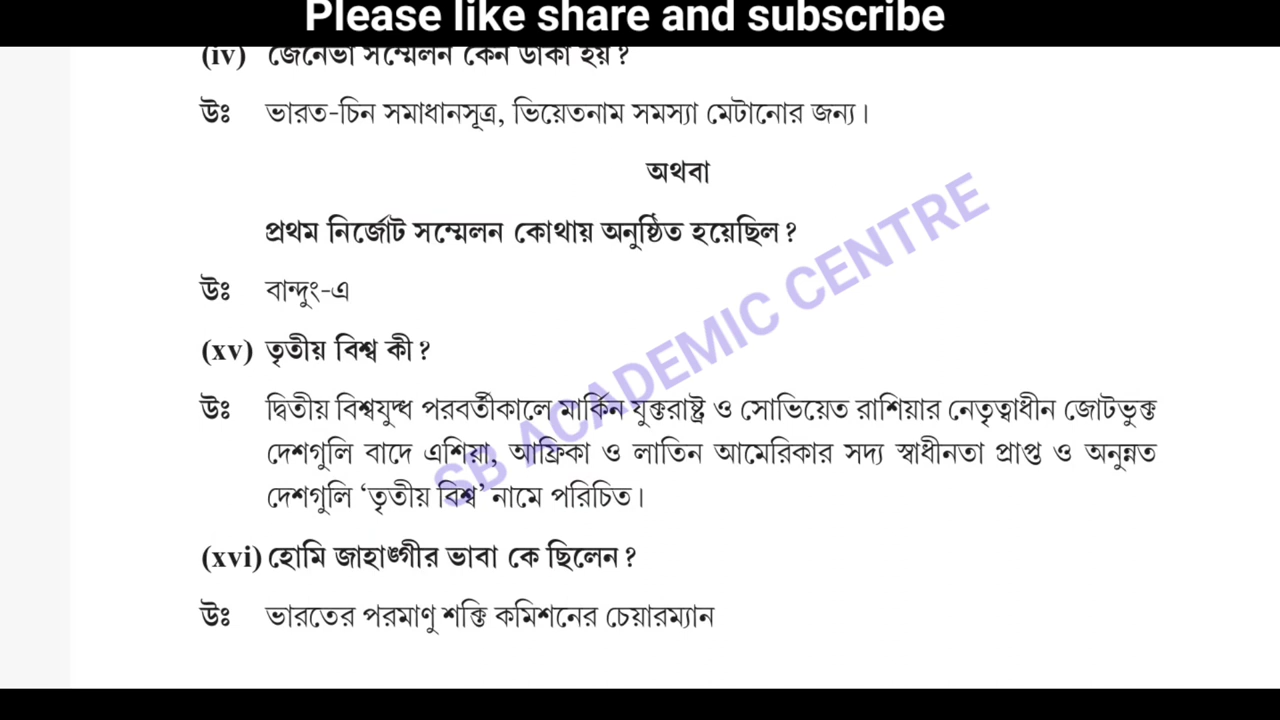 Please like share and subscribe
(iv) জেনেভা সম্মেলন কেন ডাকা হয়?
উঃ ভারত-চিন সমাধানসূত্র, ভিয়েতনাম সমস্যা মেটানোর জন্য।
অথবা
প্রথম নির্জোট সম্মেলন কোথায় অনুষ্ঠিত হয়েছিল?
উঃ বান্দুং-এ
(xv) তৃতীয় বিশ্ব কী?
উঃ দ্বিতীয় বিশ্বযুদ্ধ পরবর্তীকালে মার্কিন যুক্তরাষ্ট্র ও সোভিয়েত রাশিয়ার নেতৃত্বাধীন জোটভুক্ত
দেশগুলি বাদে এশিয়া, আফ্রিকা ও লাতিন আমেরিকার সদ্য স্বাধীনতা প্রাপ্ত ও অনুন্নত
দেশগুলি ‘তৃতীয় বিশ্ব’ নামে পরিচিত।
(xvi) হোমি জাহাঙ্গীর ভাবা কে ছিলেন?
উঃ ভারতের পরমাণু শক্তি কমিশনের চেয়ারম্যান
SB ACADEMIC CENTRE